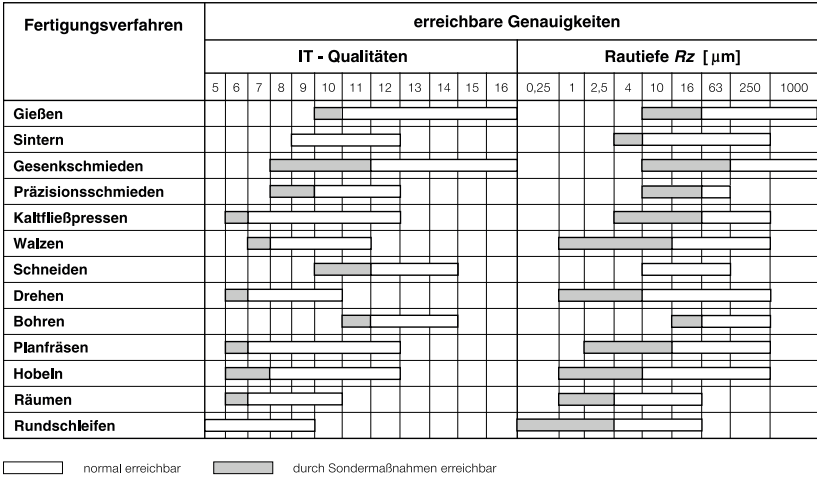 Fertigungsverfahren
erreichbare Genauigkeiten
IT - Qualitäten
Rautiefe Rz [ µm]
5 6 7 8 9 10 11 12 13 14 15 16 0,25 1 2,5 4 10 16 63 250 1000
Gießen
Sintern
Gesenkschmieden
Präzisionsschmieden
Kaltfließpressen
Walzen
Schneiden
Drehen
Bohren
Planfräsen
Hobeln
Räumen
Rundschleifen
normal erreichbar durch Sondermaßnahmen erreichbar